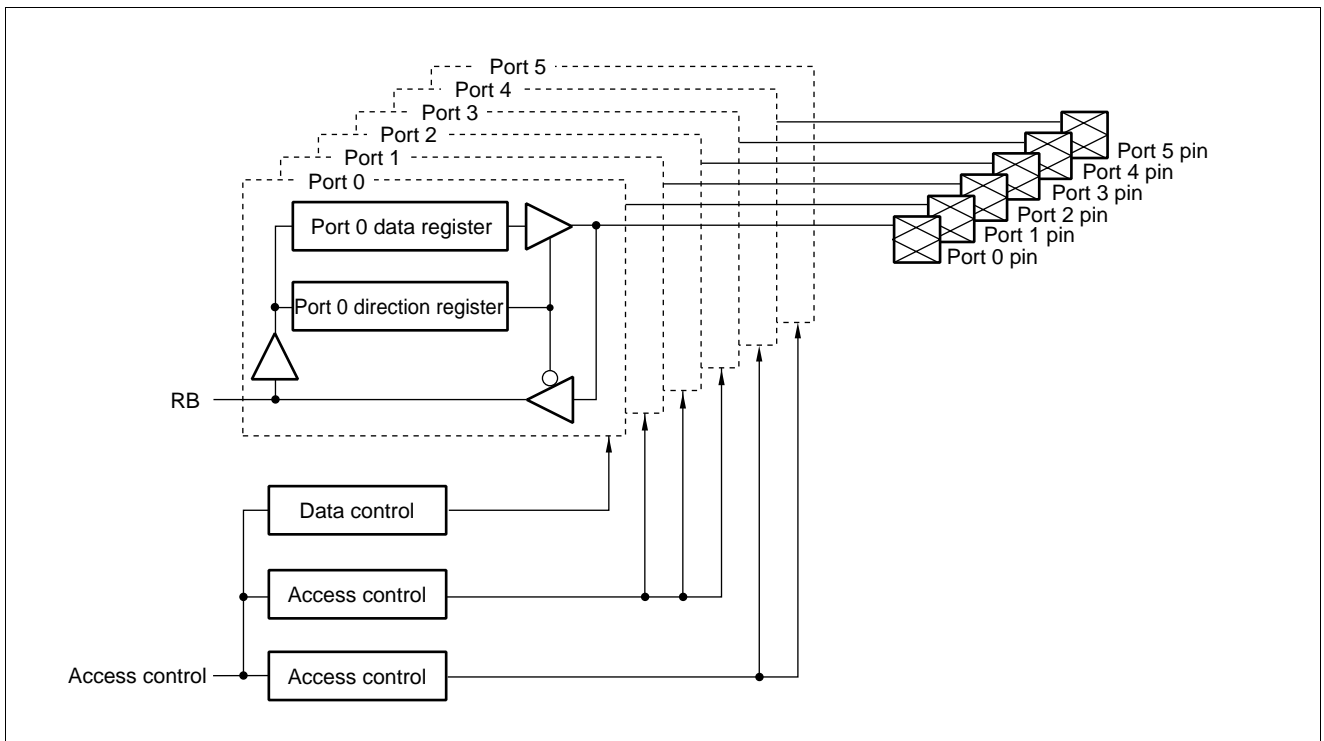 Port 5
Port 4
Port 3
Port 2
Port 1
Port 0
Port 0 data register
Port 0 direction register
RB
Port 5 pin
Port 4 pin
Port 3 pin
Port 2 pin
Port 1 pin
Port 0 pin
Data control
Access control
Access control
Access control